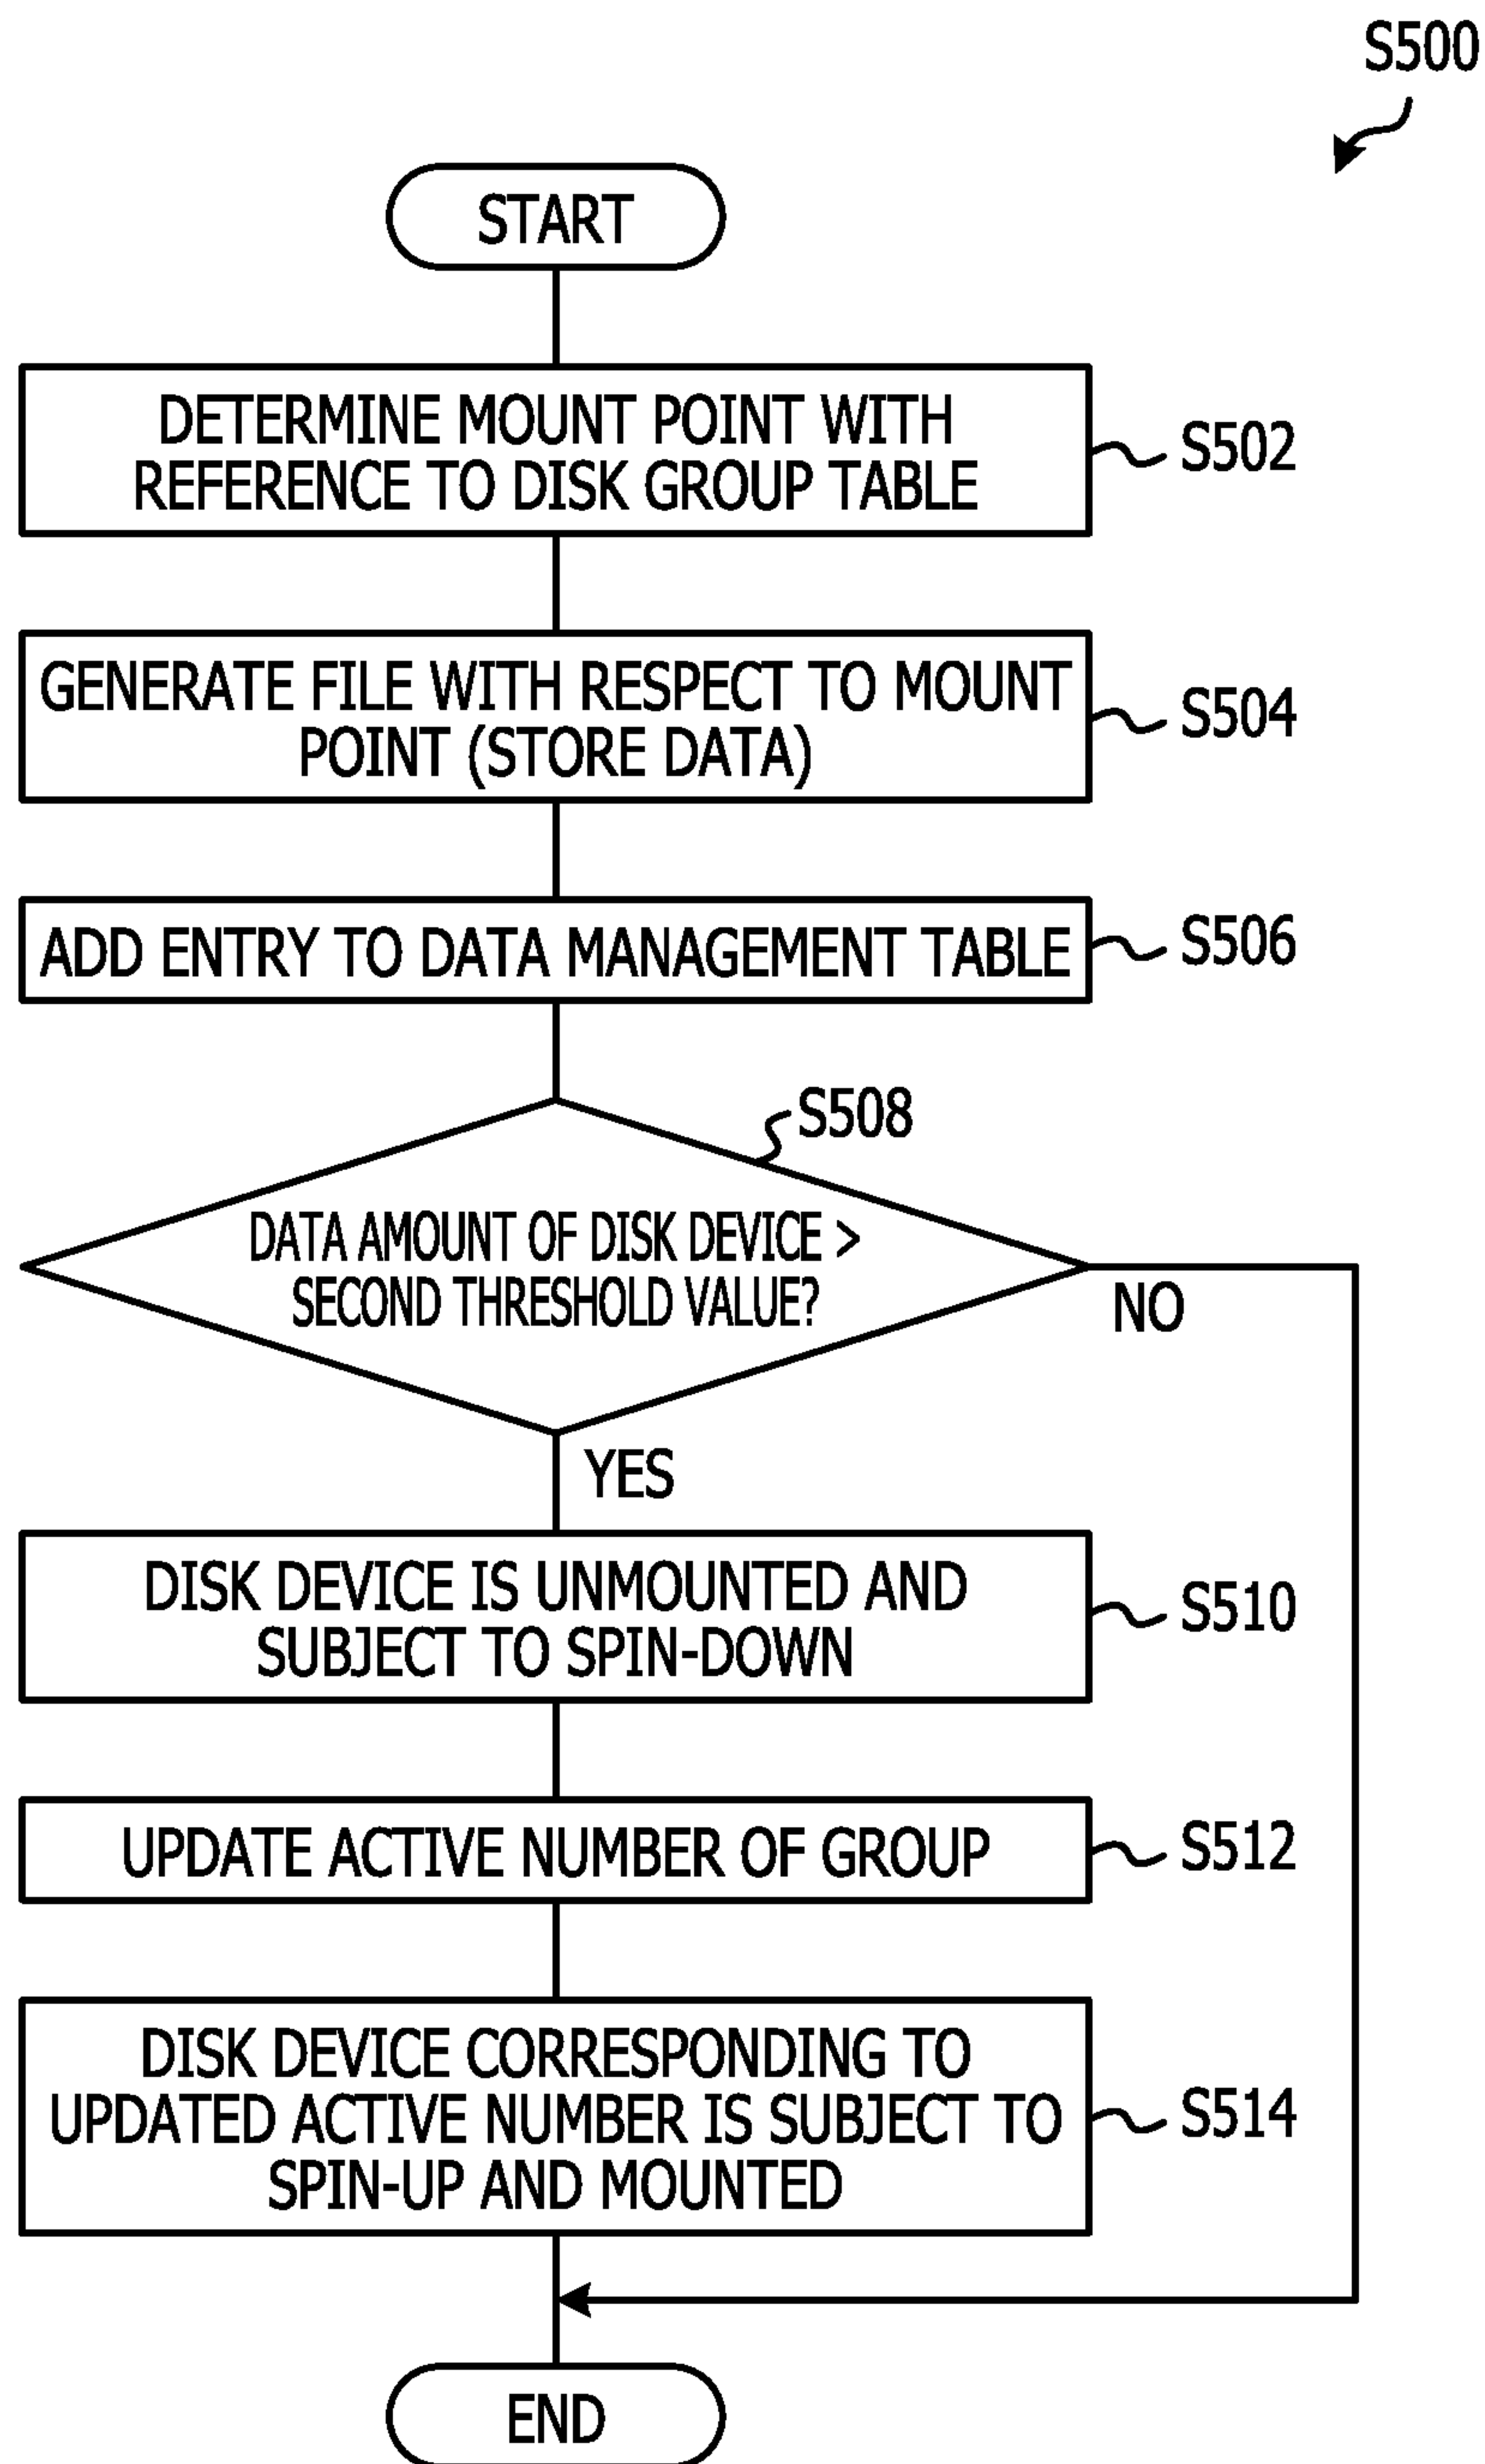 S500
START
DETERMINE MOUNT POINT WITH
REFERENCE TO DISK GROUP TABLE
S502
GENERATE FILE WITH RESPECT TO MOUNT
POINT (STORE DATA)
S504
ADD ENTRY TO DATA MANAGEMENT TABLE
S506
S508
DATA AMOUNT OF DISK DEVICE >
SECOND THRESHOLD VALUE?
NO
YES
DISK DEVICE IS UNMOUNTED AND
SUBJECT TO SPIN-DOWN
S510
UPDATE ACTIVE NUMBER OF GROUP
S512
DISK DEVICE CORRESPONDING TO
UPDATED ACTIVE NUMBER IS SUBJECT TO
SPIN-UP AND MOUNTED
S514
END